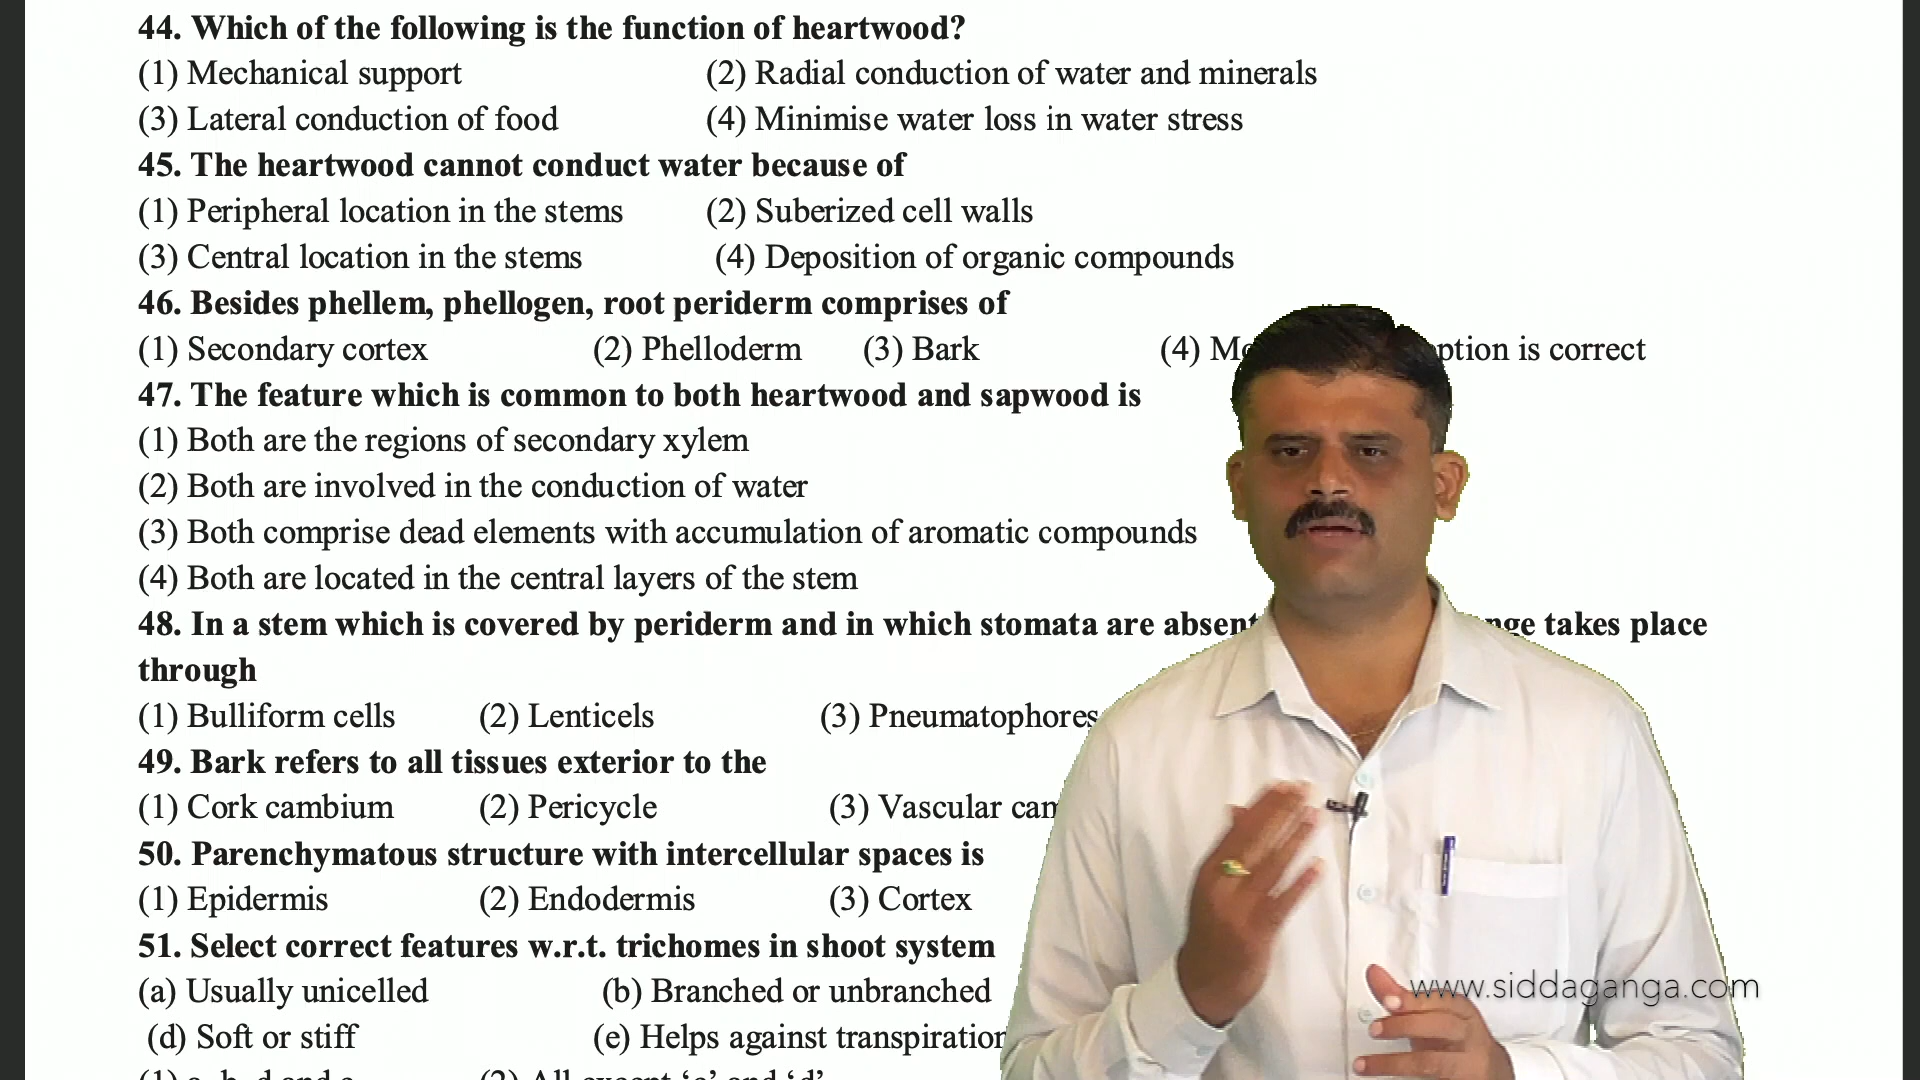 44. Which of the following is the function of heartwood?
(1) Mechanical support (2) Radial conduction of water and minerals
(3) Lateral conduction of food (4) Minimise water loss in water stress
45. The heartwood cannot conduct water because of
(1) Peripheral location in the stems (2) Suberized cell walls
(3) Central location in the stems (4) Deposition of organic compounds
46. Besides phellem, phellogen, root periderm comprises of
(1) Secondary cortex (2) Phelloderm (3) Bark (4) is correct
47. The feature which is common to both heartwood and sapwood is
(1) Both are the regions of secondary xylem
(2) Both are involved in the conduction of water
(3) Both comprise dead elements with accumulation of aromatic compounds
(4) Both are located in the central layers of the stem
48. In a stem which is covered by periderm and in which stomata are absent takes place
through
(1) Bulliform cells (2) Lenticels (3) Pneumatophores
49. Bark refers to all tissues exterior to the
(1) Cork cambium (2) Pericycle (3) Vascular
50. Parenchymatous structure with intercellular spaces is
(1) Epidermis (2) Endodermis (3) Cortex
51. Select correct features w.r.t. trichomes in shoot system
(a) Usually unicelled (b) Branched or unbranched
www.siddaganga.com
(d) Soft or stiff (e) Helps against transpiration